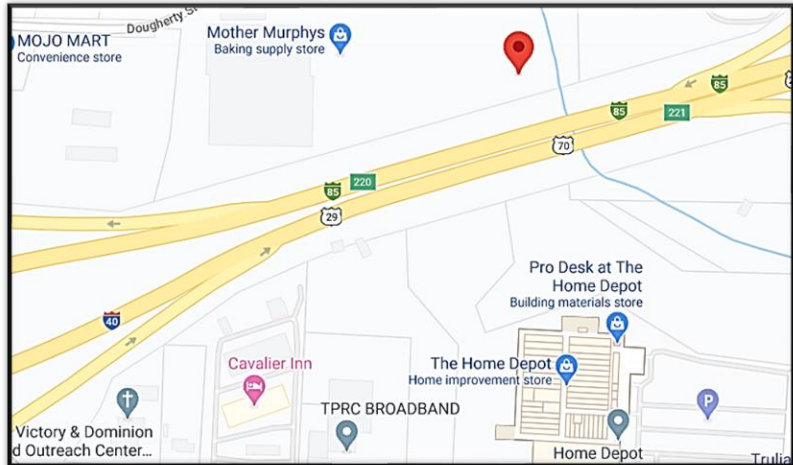 Dougherty St
MOJO MART
Convenience store
Mother Murphys
Baking supply store
85
85
221
70
220
85
29
40
Pro Desk at The
Home Depot
Building materials store
The Home Depot
Home improvement store
Cavalier Inn
TPRC BROADBAND
P
Victory & Dominion
d Outreach Center...
Home Depot
Trulia